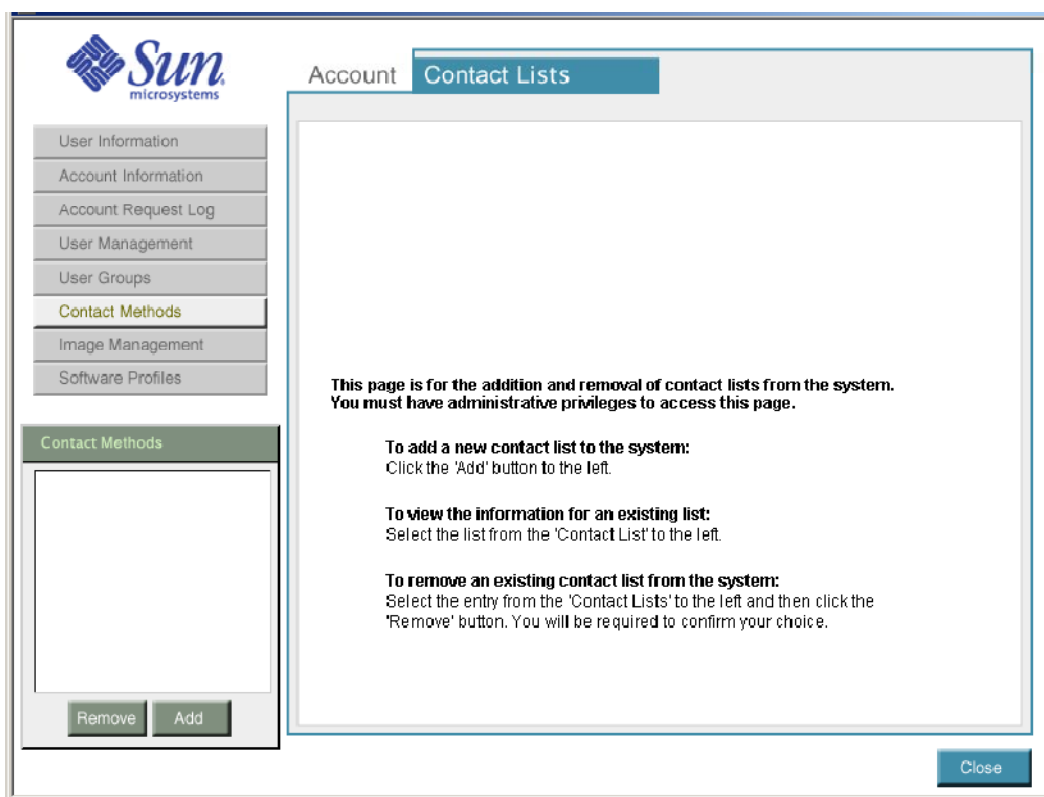 Sun
microsystems
Account
Contact Lists
User Information
Account Information
Account Request Log
User Management
User Groups
Contact Methods
Image Management
Software Profiles
Contact Methods
Remove
Add
This page is for the addition and removal of contact lists from the system.
You must have administrative privileges to access this page.
To add a new contact list to the system:
Click the 'Add' button to the left.
To view the information for an existing list:
Select the list from the 'Contact List' to the left.
To remove an existing contact list from the system:
Select the entry from the 'Contact Lists' to the left and then click the
'Remove' button. You will be required to confirm your choice.
Close